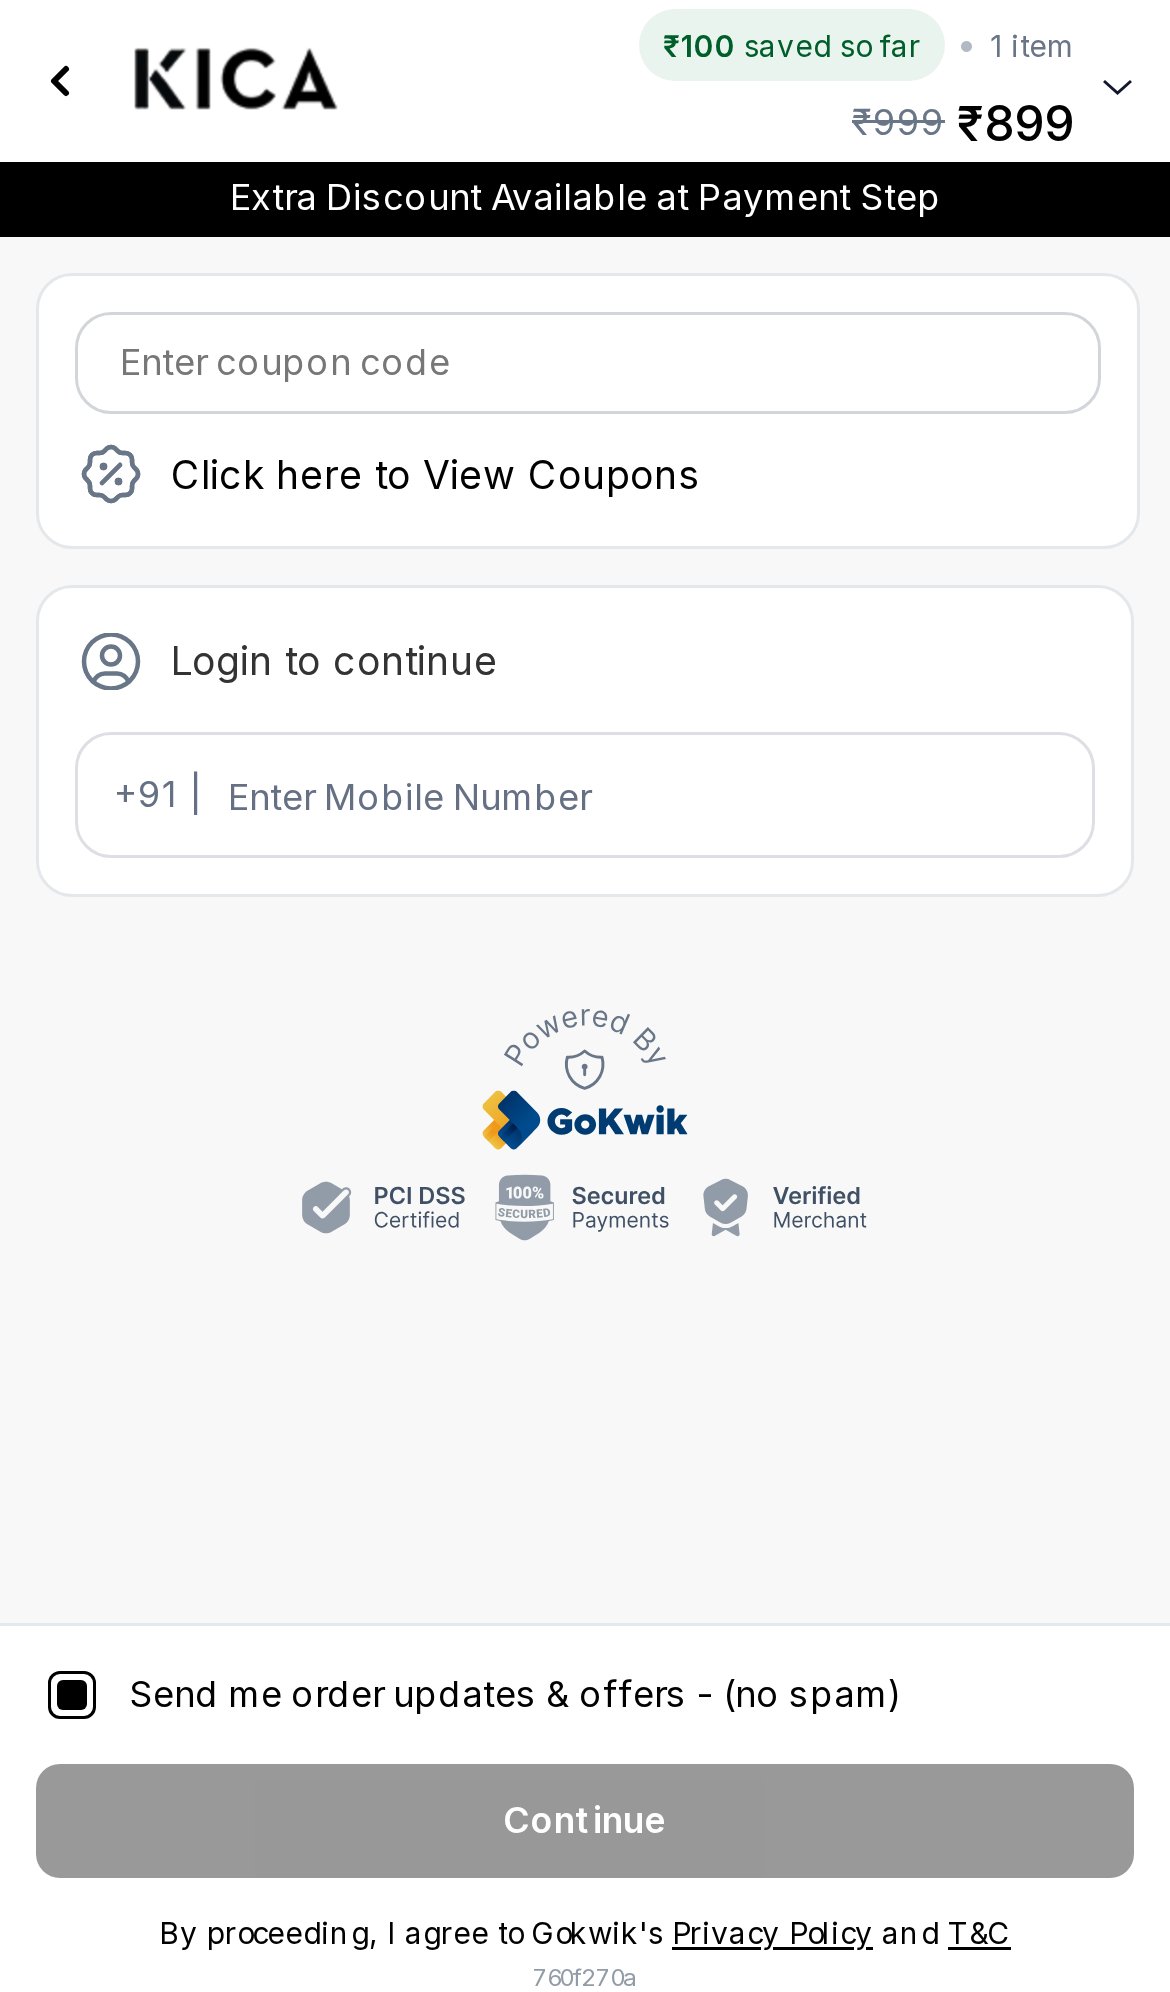 KICA
₹100 saved so far • 1 item
₹999 ₹899
Extra Discount Available at Payment Step
Enter coupon code
Click here to View Coupons
Login to continue
+91 | Enter Mobile Number
Powered By
GoKwik
PCI DSS
Certified
100%
SECURED
Secured
Payments
Verified
Merchant
Send me order updates & offers - (no spam)
Continue
By proceeding, I agree to Gokwik's Privacy Policy and T&C
760f270a